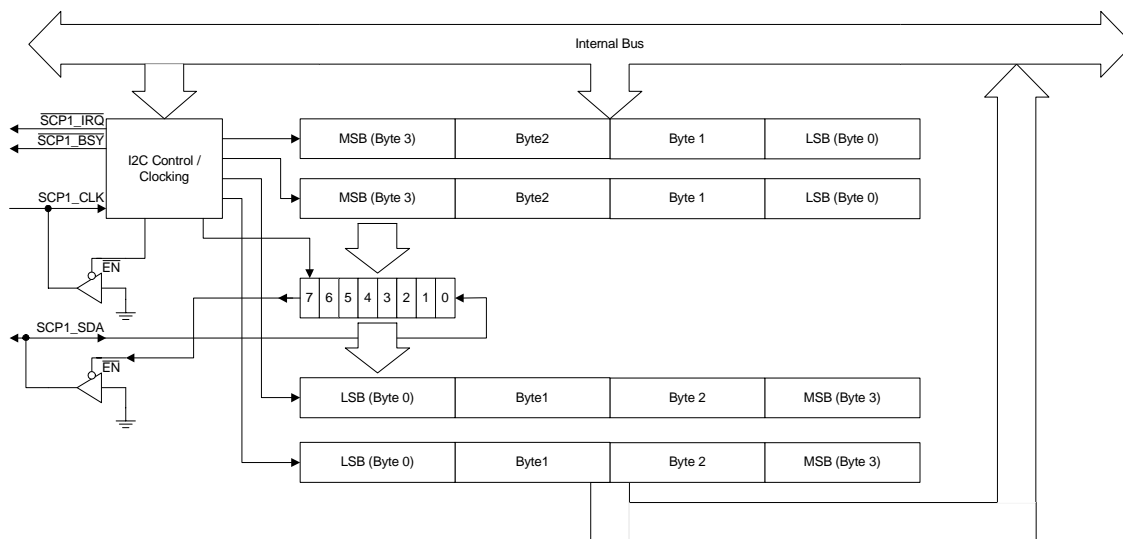 Internal Bus
SCP1_IRQ
SCP1_BSY
SCP1_CLK
I2C Control /
Clocking
MSB (Byte 3) Byte2 Byte 1 LSB (Byte 0)
MSB (Byte 3) Byte2 Byte 1 LSB (Byte 0)
EN
7 6 5 4 3 2 1 0
SCP1_SDA
EN
LSB (Byte 0) Byte1 Byte 2 MSB (Byte 3)
LSB (Byte 0) Byte1 Byte 2 MSB (Byte 3)